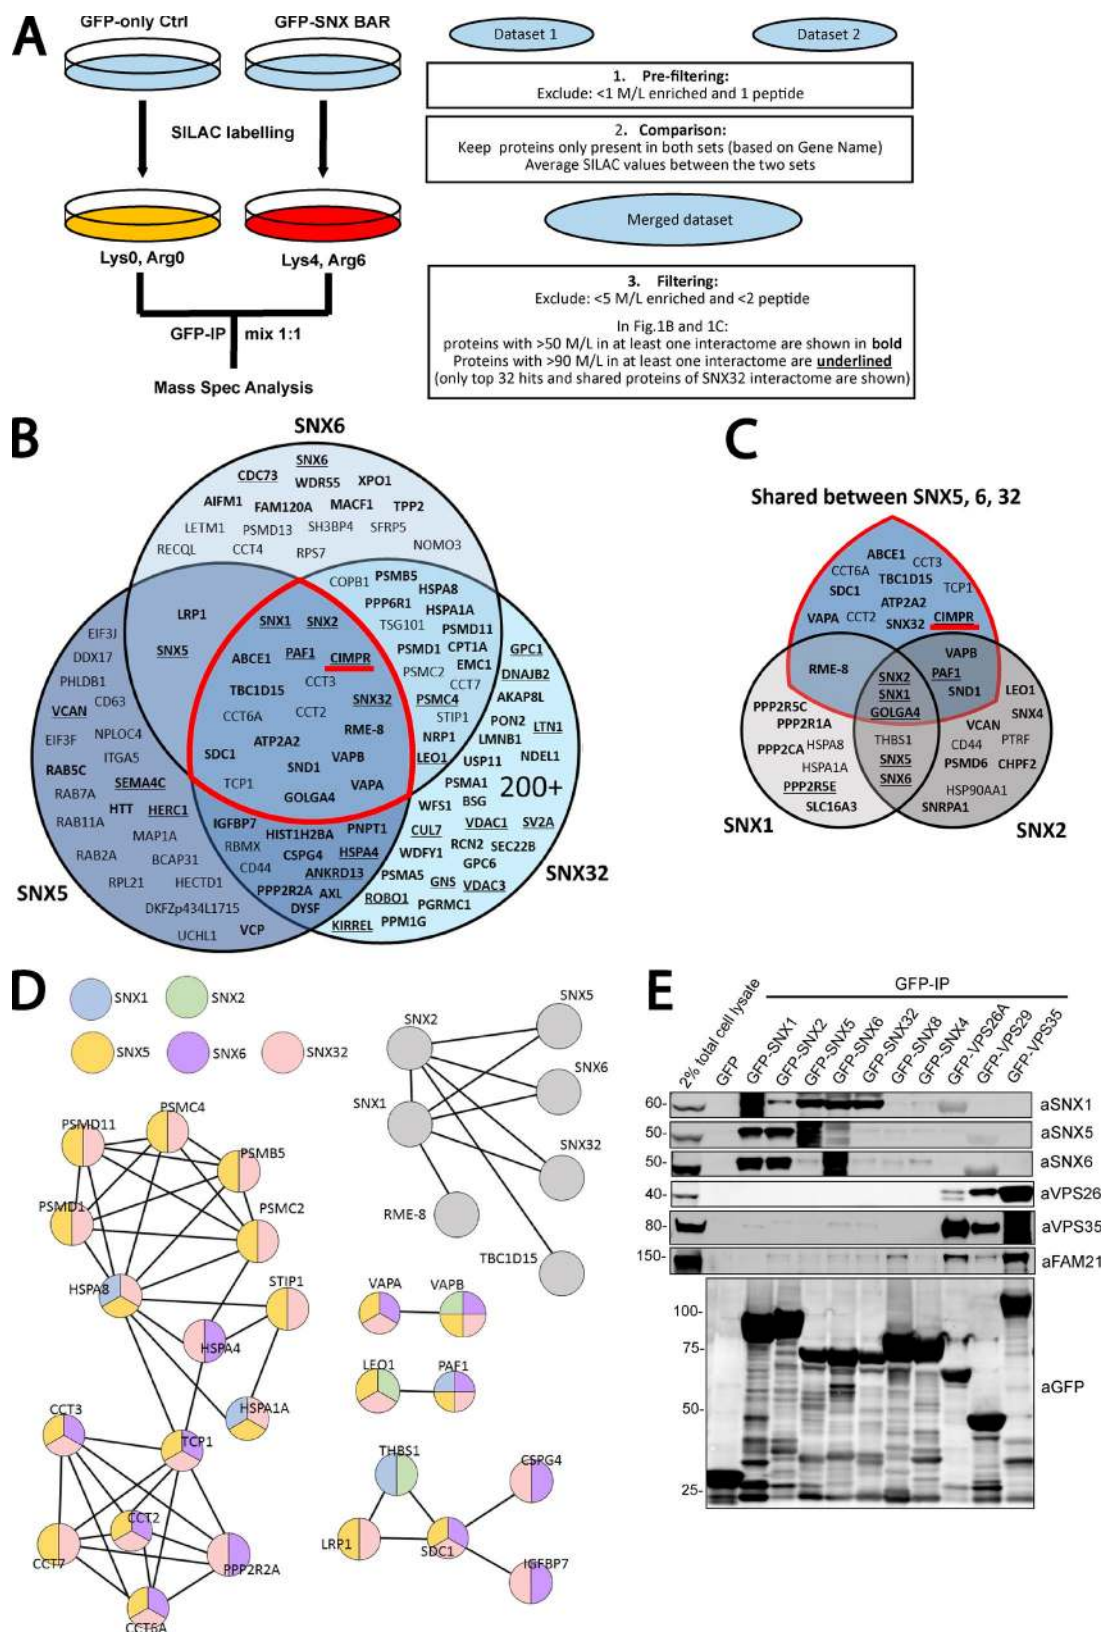 A
GFP-only Ctrl
GFP-SNX BAR
SILAC labelling
Lys0, Arg0
Lys4, Arg6
GFP-IP
mix 1:1
Mass Spec Analysis
Dataset 1
Dataset 2
1. Pre-filtering:
Exclude: <1 M/L enriched and 1 peptide
2. Comparison:
Keep proteins only present in both sets (based on Gene Name)
Average SILAC values between the two sets
Merged dataset
3. Filtering:
Exclude: <5 M/L enriched and <2 peptide
In Fig.1B and 1C:
proteins with >50 M/L in at least one interactome are shown in bold
Proteins with >90 M/L in at least one interactome are underlined
(only top 32 hits and shared proteins of SNX32 interactome are shown)
B
SNX6
SNX6
CDC73
WDR55
XPO1
AIFM1
FAM120A
MACF1
TPP2
LETM1
PSMD13
SH3BP4
SFRP5
RECQL
CCT4
RPS7
NOMO3
LRP1
SNX5
COPB1
PSMB5
HSPA8
PPP6R1
HSPA1A
TSG101
PSMD11
PSMD1
CPT1A
PSMC2
EMC1
CCT7
PSMC4
STIP1
NRP1
LEO1
SNX1
SNX2
ABCE1
PAF1
CIMPR
CCT3
TBC1D15
SNX32
CCT6A
CCT2
RME-8
ATP2A2
SDC1
VAPB
SND1
TCP1
VAPA
GOLGA4
EIF3J
DDX17
PHLDB1
CD63
VCAN
NPLOC4
EIF3F
ITGA5
RAB5C
SEMA4C
RAB7A
HTT
HERC1
RAB11A
MAP1A
RAB2A
BCAP31
RPL21
HECTD1
DKFZp434L1715
UCHL1
VCP
SNX5
IGFBP7
HIST1H2BA
PNPT1
RBMX
CSPG4
HSPA4
CD44
ANKRD13
PPP2R2A
AXL
DYSF
GPC1
DNAJB2
AKAP8L
PON2
LTN1
LMNB1
USP11
NDEL1
PSMA1
200+
WFS1
BSG
CUL7
VDAC1
SV2A
WDFY1
RCN2
SEC22B
PSMA5
GPC6
GNS
VDAC3
ROBO1
PGRMC1
KIRREL
PPM1G
SNX32
C
Shared between SNX5, 6, 32
ABCE1
CCT6A
CCT3
TBC1D15
SDC1
TCP1
ATP2A2
VAPA
CCT2
SNX32
CIMPR
RME-8
VAPB
PAF1
SND1
SNX2
SNX1
GOLGA4
PPP2R5C
PPP2R1A
PPP2CA
HSPA8
HSPA1A
PPP2R5E
SLC16A3
THBS1
SNX5
SNX6
LEO1
VCAN
SNX4
CD44
PTRF
PSMD6
CHPF2
HSP90AA1
SNRPA1
SNX1
SNX2
D
SNX1
SNX2
SNX5
SNX6
SNX32
PSMC4
PSMD11
PSMB5
PSMD1
PSMC2
HSPA8
STIP1
HSPA4
HSPA1A
CCT3
TCP1
CCT2
CCT7
PPP2R2A
CCT6A
SNX5
SNX2
SNX6
SNX1
SNX32
RME-8
TBC1D15
VAPA
VAPB
LEO1
PAF1
THBS1
CSPG4
LRP1
SDC1
IGFBP7
E
GFP-IP
2% total cell lysate
GFP
GFP-SNX1
GFP-SNX2
GFP-SNX5
GFP-SNX6
GFP-SNX32
GFP-SNX8
GFP-SNX4
GFP-VPS26A
GFP-VPS29
GFP-VPS35
60-
aSNX1
50-
aSNX5
50-
aSNX6
40-
aVPS26
80-
aVPS35
150-
aFAM21
100-
75-
50-
25-
aGFP